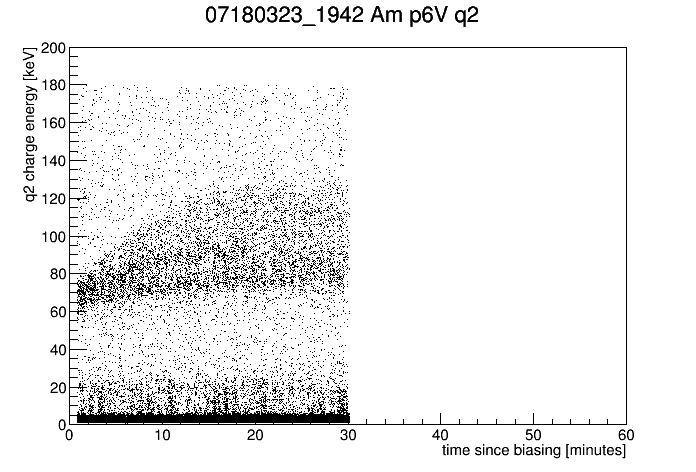 07180323_1942 Am p6V q2
q2 charge energy [keV]
200
180
160
140
120
100
80
60
40
20
0
0 10 20 30 40 50 60
time since biasing [minutes]